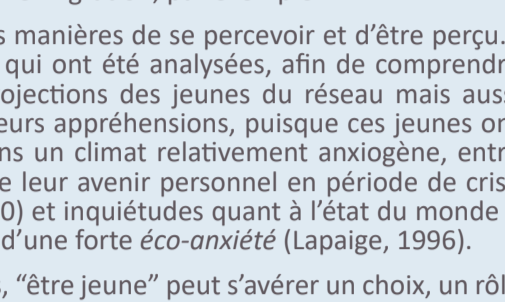 s manières de se percevoir et d’être perçu.
qui ont été analysées, afin de comprendr
ojections des jeunes du réseau mais aus
eurs appréhensions, puisque ces jeunes o
ns un climat relativement anxiogène, entr
e leur avenir personnel en période de cris
0) et inquiétudes quant à l’état du monde
d’une forte éco-anxiété (Lapaige, 1996).
, “être jeune” peut s’avérer un choix, un rôl